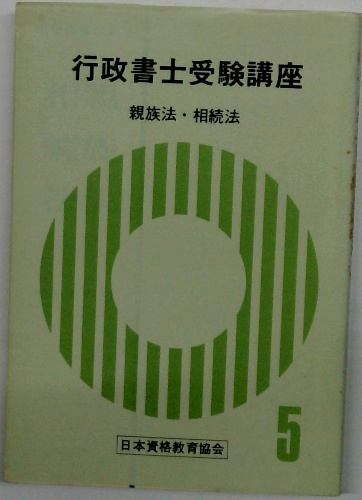 行政書士受験講座
親族法・相続法
日本資格教育協会
5